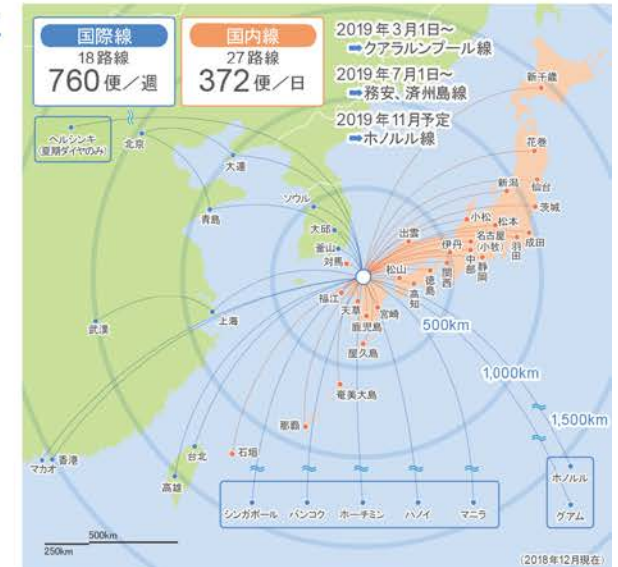 国際線
18路線
760便／週
国内線
27路線
372便／日
2019年3月1日～
➡クアラルンプール線
2019年7月1日～
➡務安、済州島線
2019年11月予定
➡ホノルル線
新千歳
ヘルシンキ
(夏期ダイヤのみ)
北京
大連
花巻
新潟
仙台
青島
ソウル
茨城
小松
松本
大邱
出雲
伊丹
名古屋
(小牧)
羽田
成田
釜山
対馬
松山
中部
静岡
関西
徳島
高知
福江
天草
宮崎
鹿児島
500km
武漢
上海
屋久島
1,000km
奄美大島
1,500km
那覇
石垣
台北
マカオ
香港
高雄
ホノルル
グアム
シンガポール
バンコク
ホーチミン
ハノイ
マニラ
500km
250km
(2018年12月現在)